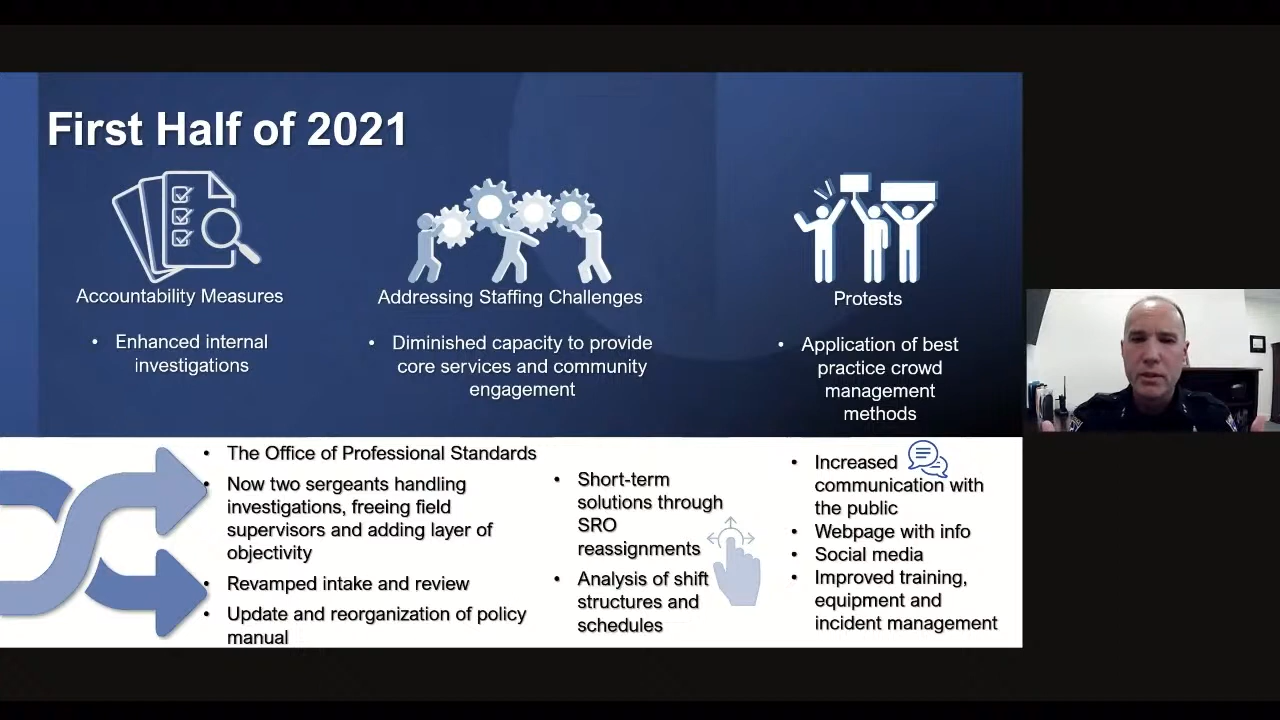 First Half of 2021
Accountability Measures
• Enhanced internal
investigations
Addressing Staffing Challenges
• Diminished capacity to provide
core services and community
engagement
Protests
• Application of best
practice crowd
management
methods
• The Office of Professional Standards
• Now two sergeants handling
investigations, freeing field
supervisors and adding layer of
objectivity
• Revamped intake and review
• Update and reorganization of policy
manual
• Short-term
solutions through
SRO
reassignments
• Analysis of shift
structures and
schedules
• Increased
communication with
the public
• Webpage with info
• Social media
• Improved training,
equipment and
incident management